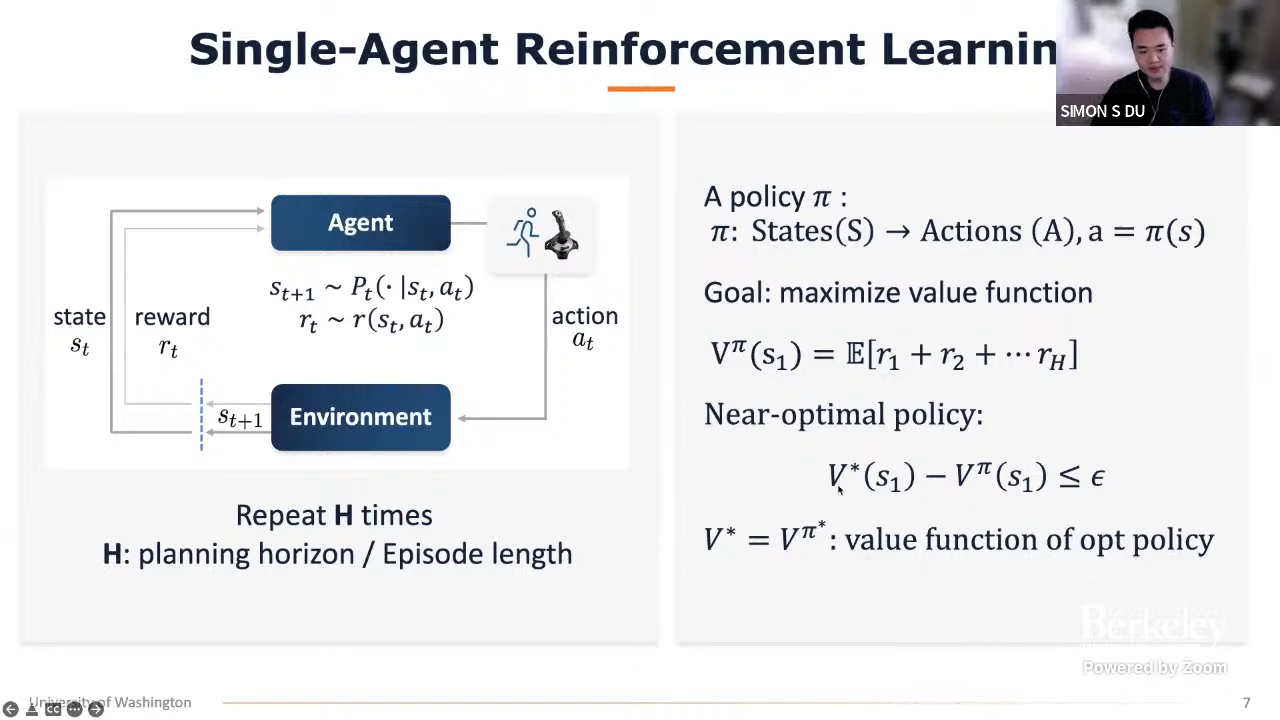 Single-Agent Reinforcement Learnin
SIMON S DU
Agent
s_{t+1} ~ P_t(· |s_t, a_t)
r_t ~ r(s_t, a_t)
state
s_t
reward
r_t
action
a_t
s_{t+1}
Environment
Repeat H times
H: planning horizon / Episode length
A policy π :
π: States(S) → Actions (A), a = π(s)
Goal: maximize value function
V^π(s_1) = 𝔼[r_1 + r_2 + ⋯ r_H]
Near-optimal policy:
V^*(s_1) − V^π(s_1) ≤ ϵ
V^* = V^{π^*}: value function of opt policy
Berkeley
Powered by Zoom
University of Washington
7